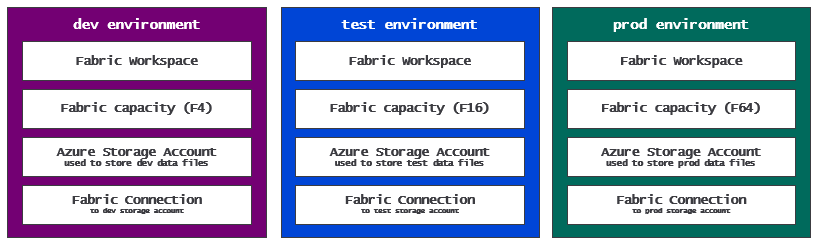 dev environment
Fabric Workspace
Fabric capacity (F4)
Azure Storage Account
used to store dev data files
Fabric Connection
to dev storage account
test environment
Fabric Workspace
Fabric capacity (F16)
Azure Storage Account
used to store test data files
Fabric Connection
to test storage account
prod environment
Fabric Workspace
Fabric capacity (F64)
Azure Storage Account
used to store prod data files
Fabric Connection
to prod storage account